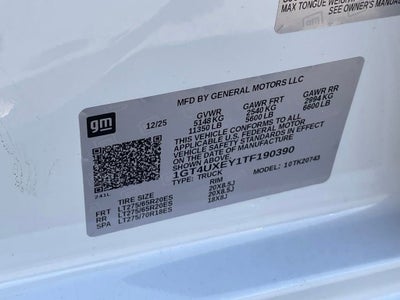 MAX TONGUE WEIGHT
SEE OWNER'S MANUAL
gm
MFD BY GENERAL MOTORS LLC
12/25
GVWR GAWR FRT GAWR RR
5148 KG 2540 KG 2994 KG
11350 LB 5600 LB 6600 LB
THIS VEHICLE CONFORMS TO ALL
APPLICABLE U.S. FEDERAL MOTOR
VEHICLE SAFETY STANDARDS IN EFFECT
ON THE DATE OF MANUFACTURE SHOWN ABOVE.
1GT4UXEY1TF190390
TYPE: TRUCK MODEL: 10TK20743
TIRE SIZE RIM
FRT LT275/65R20ES 20X8.5J
RR LT275/65R20ES 20X8.5J
SPA LT275/70R18ES 18X8J